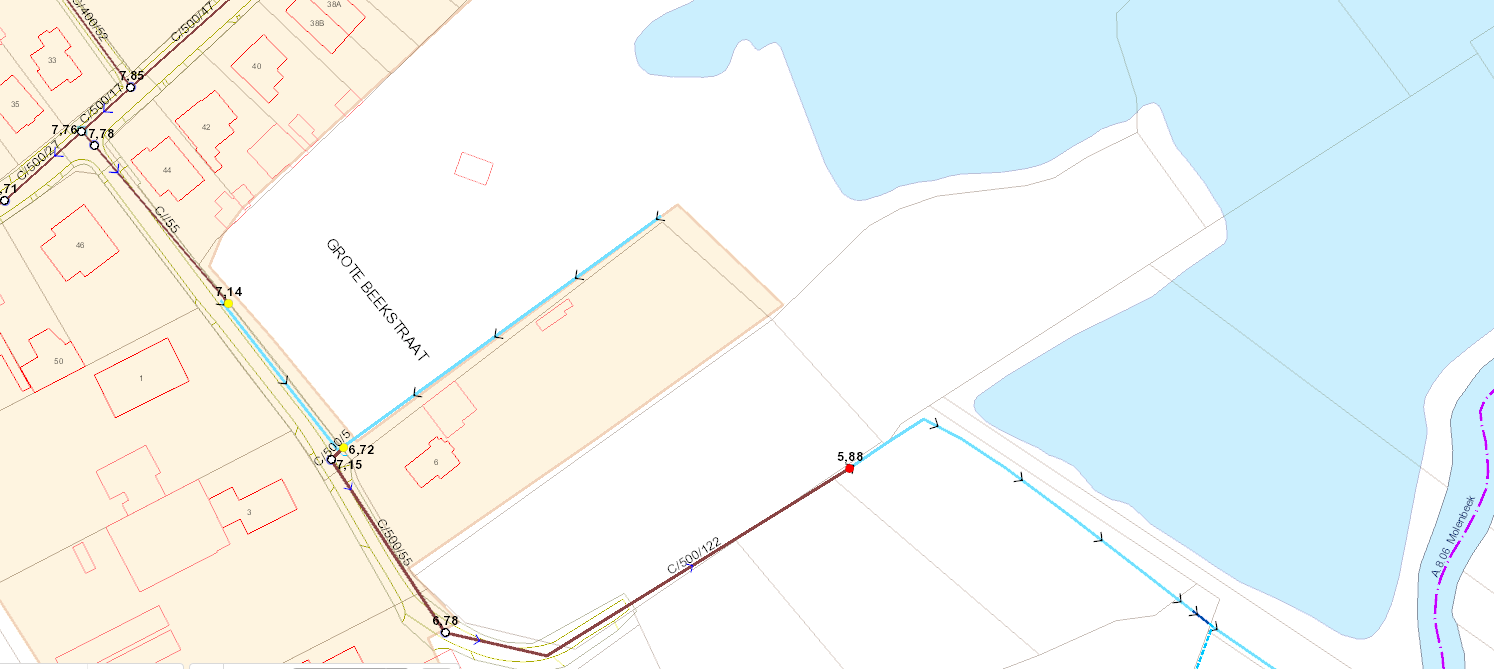 C/400/52
C/500/47
38A
38B
33
40
7,85
35
C/500/17
7,76
7,78
42
C/500/27
44
,71
C//55
46
GROTE BEEKSTRAAT
7,14
50
1
C/500/5
6,72
7,15
6
5,88
3
C/500/55
C/500/122
A.8.06. Molenbeek
6,78